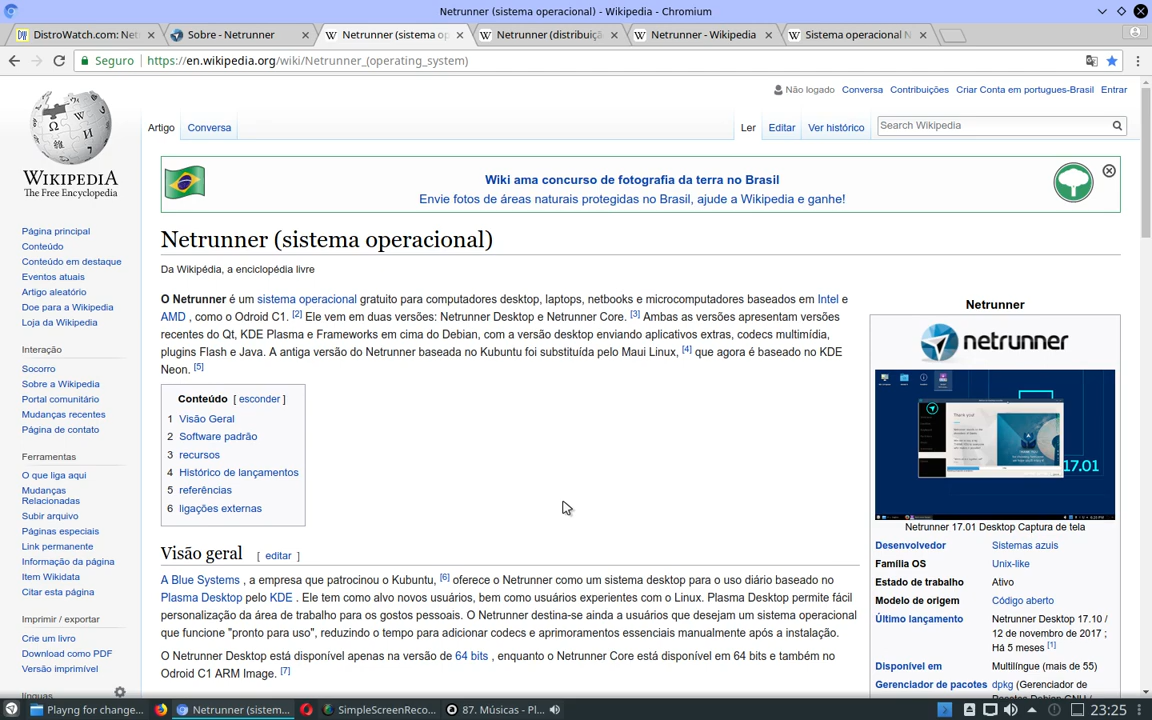 Netrunner (sistema operacional) - Wikipedia - Chromium
DistroWatch.com: Net
Sobre - Netrunner
Netrunner (sistema op
Netrunner (distribuiç
Netrunner - Wikipedia
Sistema operacional N
Seguro
https://en.wikipedia.org/wiki/Netrunner_(operating_system)
Não logado Conversa Contribuições Criar Conta em portugues-Brasil Entrar
Artigo Conversa
Ler Editar Ver histórico
Search Wikipedia
WIKIPEDIA
The Free Encyclopedia
Wiki ama concurso de fotografia da terra no Brasil
Envie fotos de áreas naturais protegidas no Brasil, ajude a Wikipedia e ganhe!
Página principal
Conteúdo
Conteúdo em destaque
Eventos atuais
Artigo aleatório
Doe para a Wikipedia
Loja da Wikipedia
Interação
Socorro
Sobre a Wikipedia
Portal comunitário
Mudanças recentes
Página de contato
Ferramentas
O que liga aqui
Mudanças
Relacionadas
Subir arquivo
Páginas especiais
Link permanente
Informação da página
Item Wikidata
Citar esta página
Imprimir / exportar
Crie um livro
Download como PDF
Versão imprimível
línguas
Netrunner (sistema operacional)
Da Wikipédia, a enciclopédia livre
O Netrunner é um sistema operacional gratuito para computadores desktop, laptops, netbooks e microcomputadores baseados em Intel e
AMD , como o Odroid C1. [2] Ele vem em duas versões: Netrunner Desktop e Netrunner Core. [3] Ambas as versões apresentam versões
recentes do Qt, KDE Plasma e Frameworks em cima do Debian, com a versão desktop enviando aplicativos extras, codecs multimídia,
plugins Flash e Java. A antiga versão do Netrunner baseada no Kubuntu foi substituída pelo Maui Linux, [4] que agora é baseado no KDE
Neon. [5]
Conteúdo [ esconder ]
1 Visão Geral
2 Software padrão
3 recursos
4 Histórico de lançamentos
5 referências
6 ligações externas
Visão geral [ editar ]
A Blue Systems , a empresa que patrocinou o Kubuntu, [6] oferece o Netrunner como um sistema desktop para o uso diário baseado no
Plasma Desktop pelo KDE . Ele tem como alvo novos usuários, bem como usuários experientes com o Linux. Plasma Desktop permite fácil
personalização da área de trabalho para os gostos pessoais. O Netrunner destina-se ainda a usuários que desejam um sistema operacional
que funcione "pronto para uso", reduzindo o tempo para adicionar codecs e aprimoramentos essenciais manualmente após a instalação.
O Netrunner Desktop está disponível apenas na versão de 64 bits , enquanto o Netrunner Core está disponível em 64 bits e também no
Odroid C1 ARM Image. [7]
Netrunner
netrunner
Thank you!
17.01
Netrunner 17.01 Desktop Captura de tela
Desenvolvedor Sistemas azuis
Família OS Unix-like
Estado de trabalho Ativo
Modelo de origem Código aberto
Último lançamento Netrunner Desktop 17.10 /
12 de novembro de 2017 ;
Há 5 meses [1]
Disponível em Multilíngue (mais de 55)
Gerenciador de pacotes dpkg (Gerenciador de
Pacotes Debian GNU /
Playng for change...
Netrunner (sistem...
SimpleScreenReco...
87. Músicas - Pl...
23:25